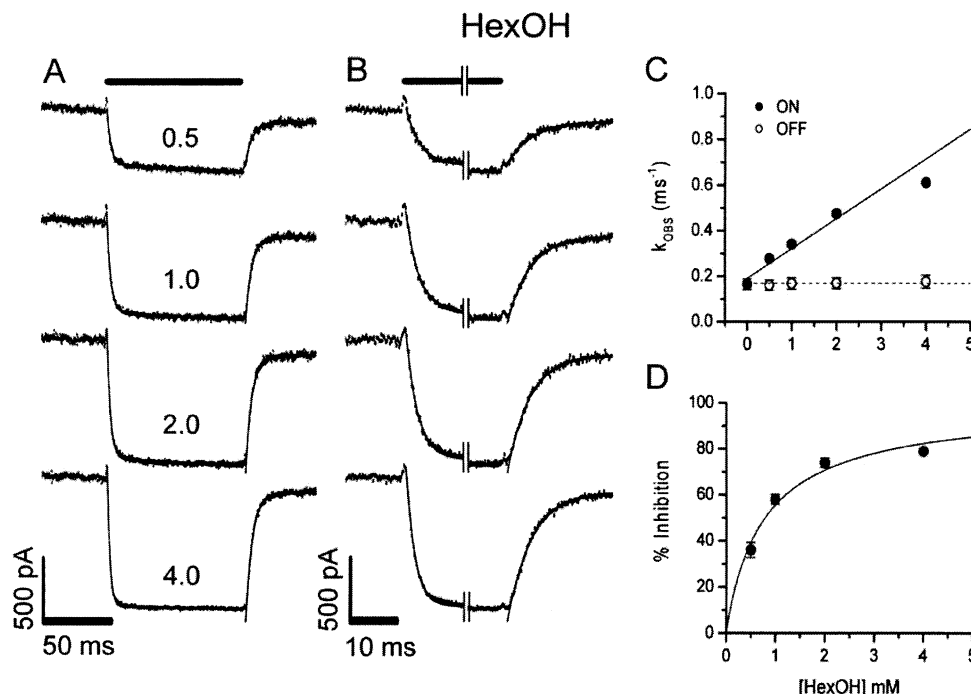 HexOH
A
0.5
1.0
2.0
4.0
500 pA
50 ms
B
500 pA
10 ms
C
ON
OFF
1.0
0.8
0.6
0.4
0.2
0.0
kOBS (ms-1)
0 1 2 3 4 5
D
100
80
60
40
20
0
% Inhibition
0 1 2 3 4 5
[HexOH] mM